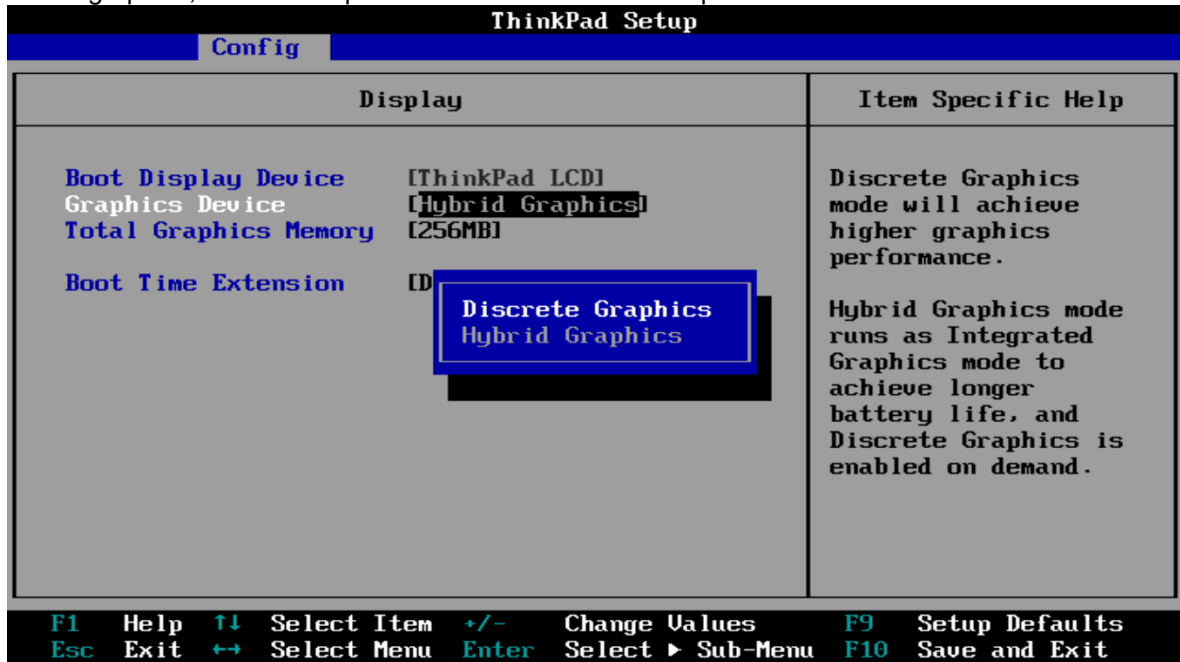 ThinkPad Setup
Config
Display
Item Specific Help
Boot Display Device [ThinkPad LCD]
Graphics Device [Hybrid Graphics]
Total Graphics Memory [256MB]
Boot Time Extension [D
Discrete Graphics
Hybrid Graphics
Discrete Graphics
mode will achieve
higher graphics
performance.
Hybrid Graphics mode
runs as Integrated
Graphics mode to
achieve longer
battery life, and
Discrete Graphics is
enabled on demand.
F1 Help ↑↓ Select Item +/- Change Values F9 Setup Defaults
Esc Exit ↔ Select Menu Enter Select ▶ Sub-Menu F10 Save and Exit